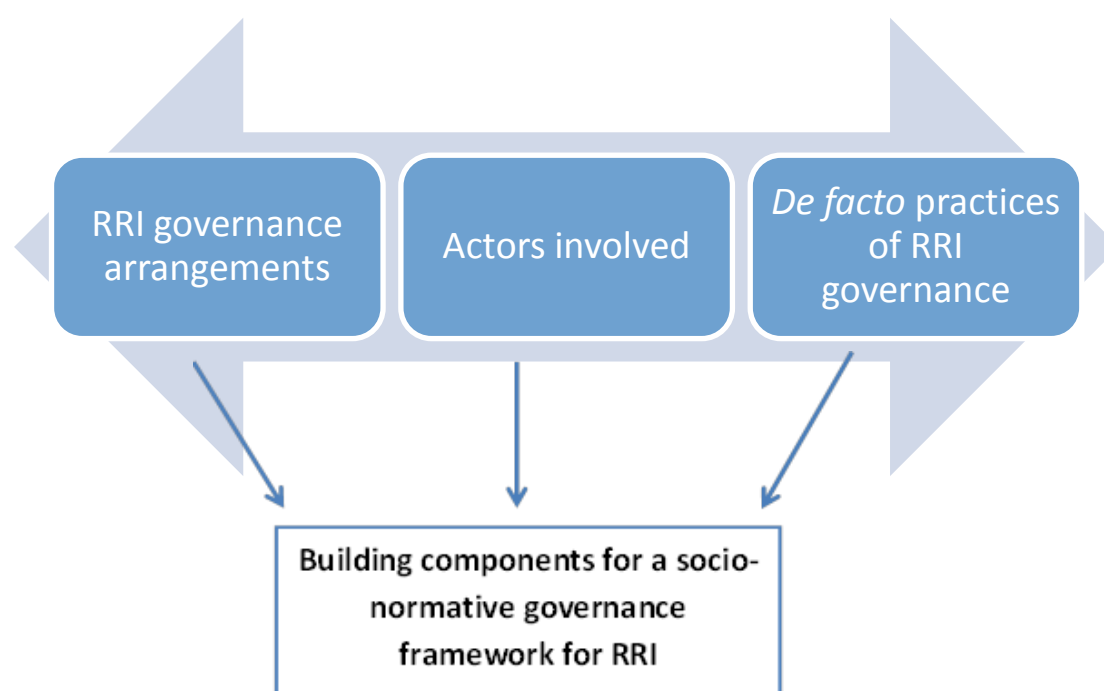 RRI governance
arrangements
Actors involved
De facto practices
of RRI
governance
Building components for a socio-
normative governance
framework for RRI